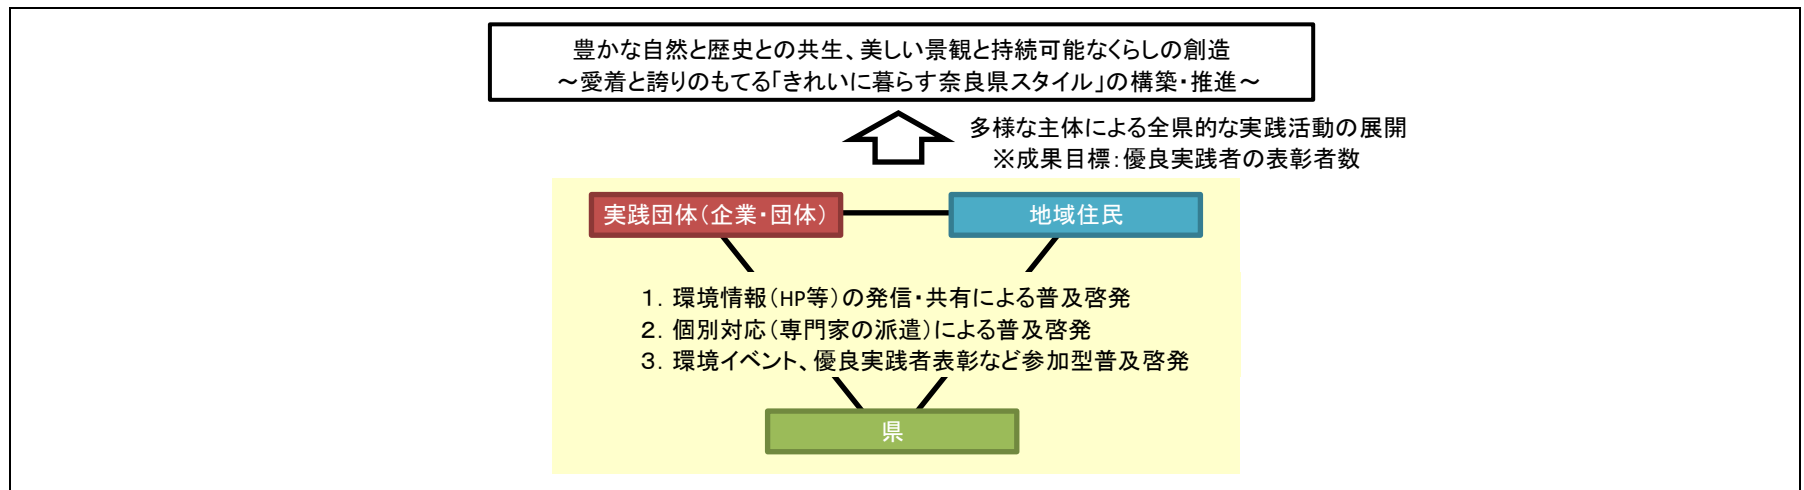 豊かな自然と歴史との共生、美しい景観と持続可能なくらしの創造
～愛着と誇りのもてる「きれいに暮らす奈良県スタイル」の構築・推進～
多様な主体による全県的な実践活動の展開
※成果目標：優良実践者の表彰者数
実践団体（企業・団体）
地域住民
１．環境情報（HP等）の発信・共有による普及啓発
２．個別対応（専門家の派遣）による普及啓発
３．環境イベント、優良実践者表彰など参加型普及啓発
県